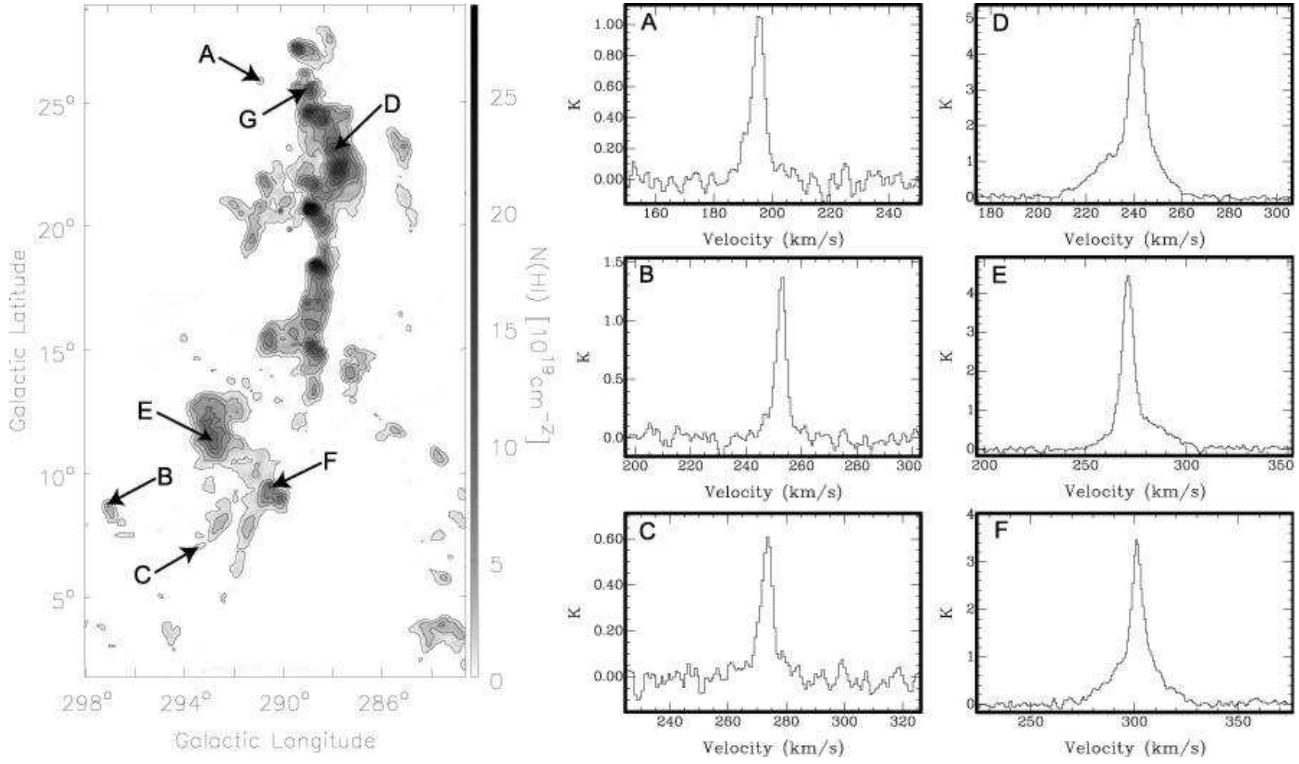 A
G
D
E
B
F
C
25°
20°
15°
10°
5°
298° 294° 290° 286°
Galactic Latitude
Galactic Langitude
25
20
15
10
5
0
N(HI) [10¹⁹cm⁻²]
A
1.00
0.80
0.60
0.40
0.20
0.00
K
160 180 200 220 240
Velocity (km/s)
D
5
4
3
2
1
0
K
180 200 220 240 260 280 300
Velocity (km/s)
B
1.5
1.0
0.5
0.0
K
200 220 240 260 280 300
Velocity (km/s)
E
4
3
2
1
0
K
200 250 300 350
Velocity (km/s)
C
0.60
0.40
0.20
0.00
K
240 260 280 300 320
Velocity (km/s)
F
4
3
2
1
0
K
250 300 350
Velocity (km/s)